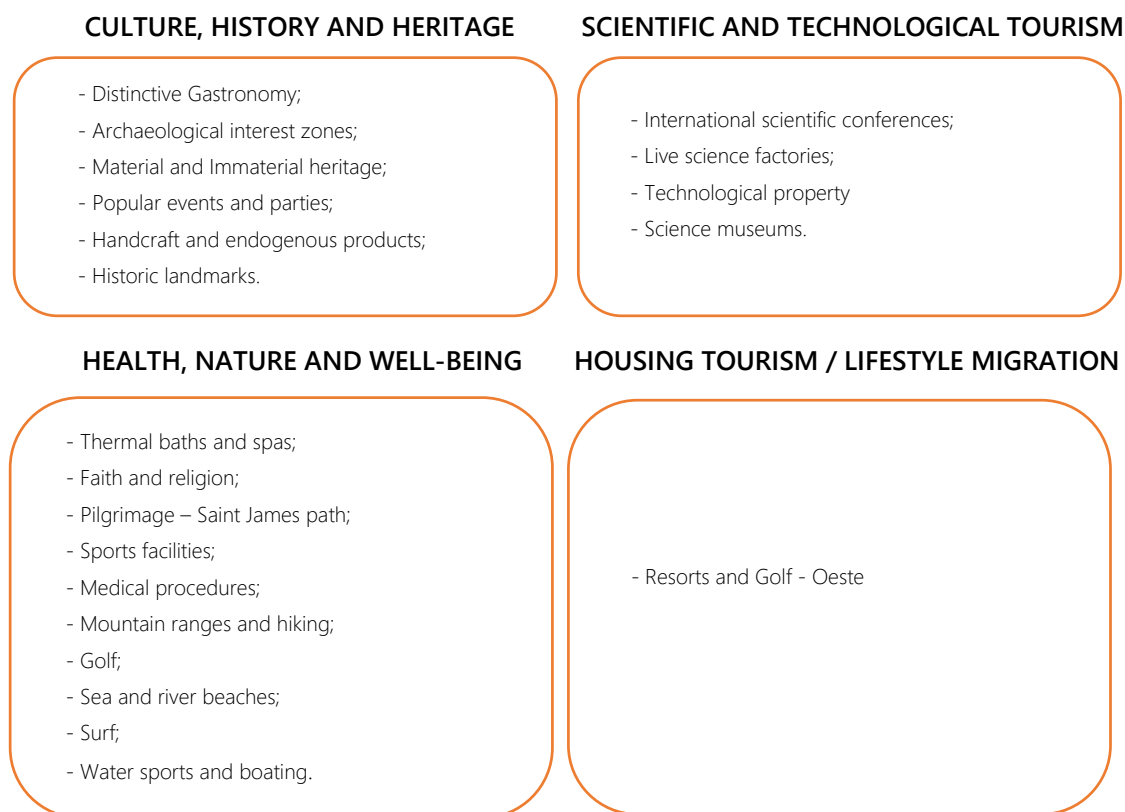 CULTURE, HISTORY AND HERITAGE
- Distinctive Gastronomy;
- Archaeological interest zones;
- Material and Immaterial heritage;
- Popular events and parties;
- Handcraft and endogenous products;
- Historic landmarks.
SCIENTIFIC AND TECHNOLOGICAL TOURISM
- International scientific conferences;
- Live science factories;
- Technological property
- Science museums.
HEALTH, NATURE AND WELL-BEING
- Thermal baths and spas;
- Faith and religion;
- Pilgrimage – Saint James path;
- Sports facilities;
- Medical procedures;
- Mountain ranges and hiking;
- Golf;
- Sea and river beaches;
- Surf;
- Water sports and boating.
HOUSING TOURISM / LIFESTYLE MIGRATION
- Resorts and Golf - Oeste